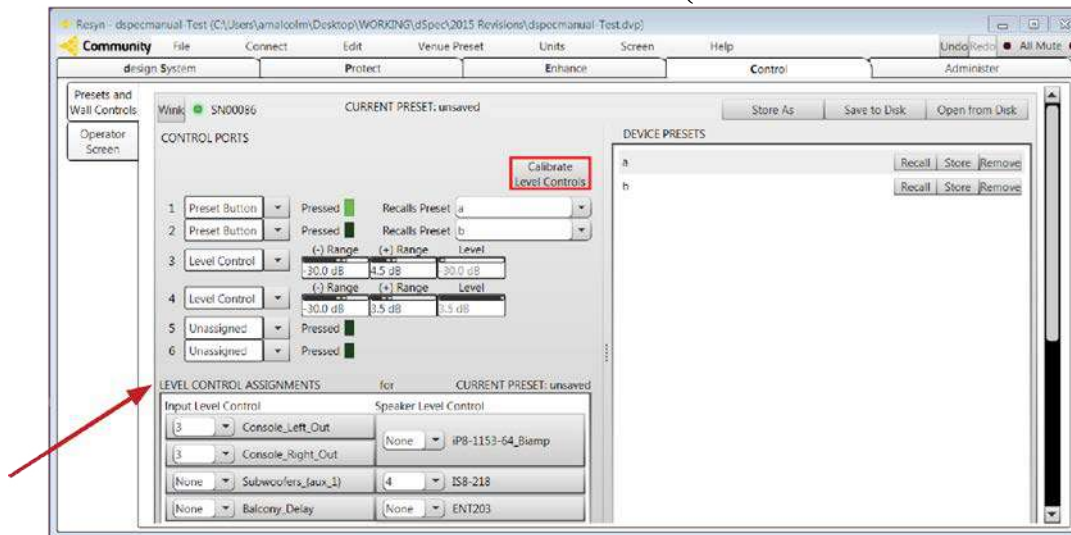 Resyn - dspecmanual-Test (C:\Users\amalcolm\Desktop\WORKING\dSpec\2015 Revisions\dspecmanual-Test.dvp)
Community File Connect Edit Venue Preset Units Screen Help Undo Redo All Mute
design System Protect Enhance Control Administer
Presets and
Wall Controls
Operator
Screen
Wink SN00086 CURRENT PRESET: unsaved Store As Save to Disk Open from Disk
CONTROL PORTS
Calibrate
Level Controls
1 Preset Button Pressed Recalls Preset a
2 Preset Button Pressed Recalls Preset b
(-) Range (+) Range Level
3 Level Control -30.0 dB 4.5 dB -30.0 dB
(-) Range (+) Range Level
4 Level Control -30.0 dB 3.5 dB 3.5 dB
5 Unassigned Pressed
6 Unassigned Pressed
LEVEL CONTROL ASSIGNMENTS for CURRENT PRESET: unsaved
Input Level Control Speaker Level Control
3 Console_Left_Out
None iP8-1153-64_Biamp
3 Console_Right_Out
None Subwoofers_(aux_1) 4 IS8-218
None Balcony_Delay None ENT203
DEVICE PRESETS
a Recall Store Remove
b Recall Store Remove